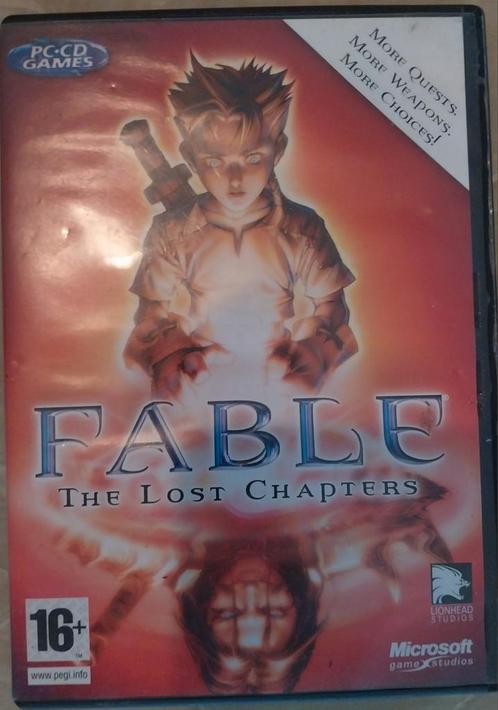 PC-CD
GAMES
MORE QUESTS.
MORE WEAPONS.
MORE CHOICES!
FABLE
THE LOST CHAPTERS
16+
TM
www.pegi.info
LIONHEAD
STUDIOS
Microsoft
game studios